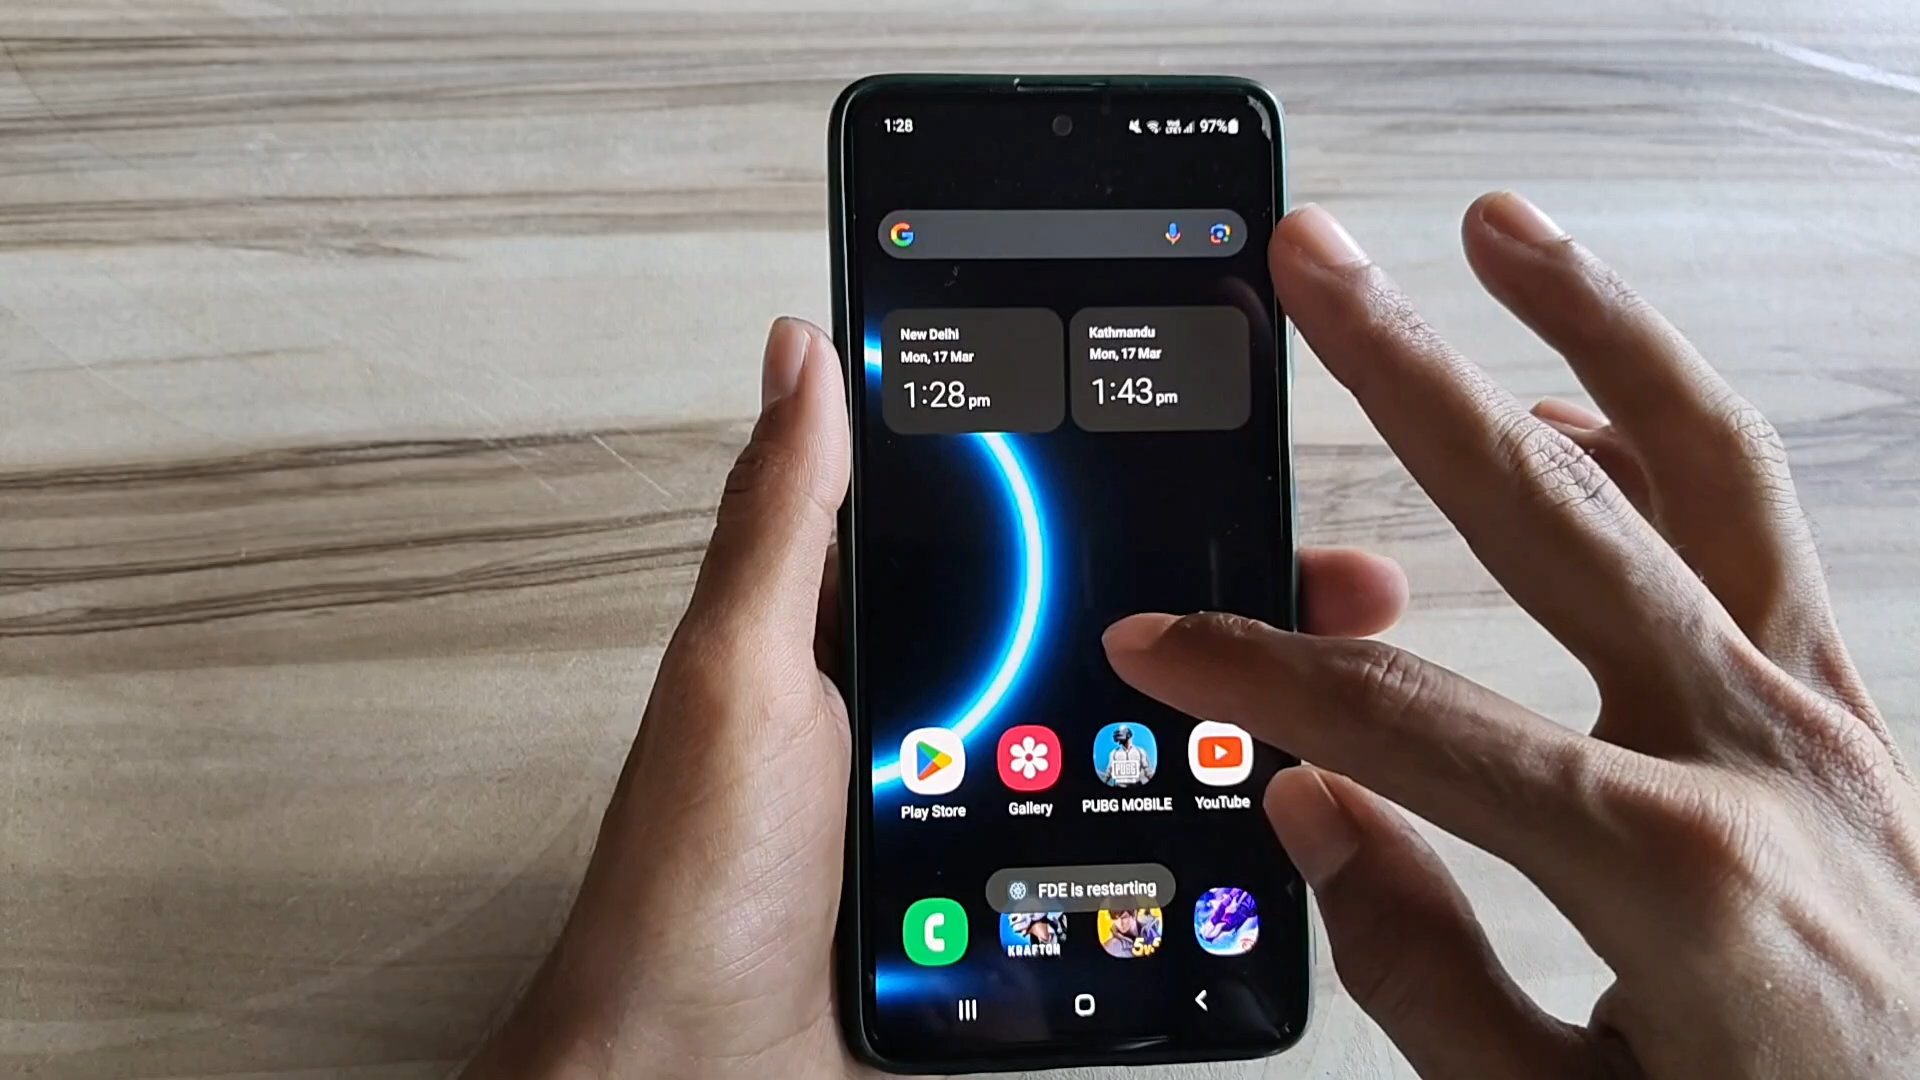 1:28
97%
New Delhi
Mon, 17 Mar
1:28 pm
Kathmandu
Mon, 17 Mar
1:43 pm
PUBG
Play Store
Gallery
PUBG MOBILE
YouTube
FDE is restarting
KRAFTON